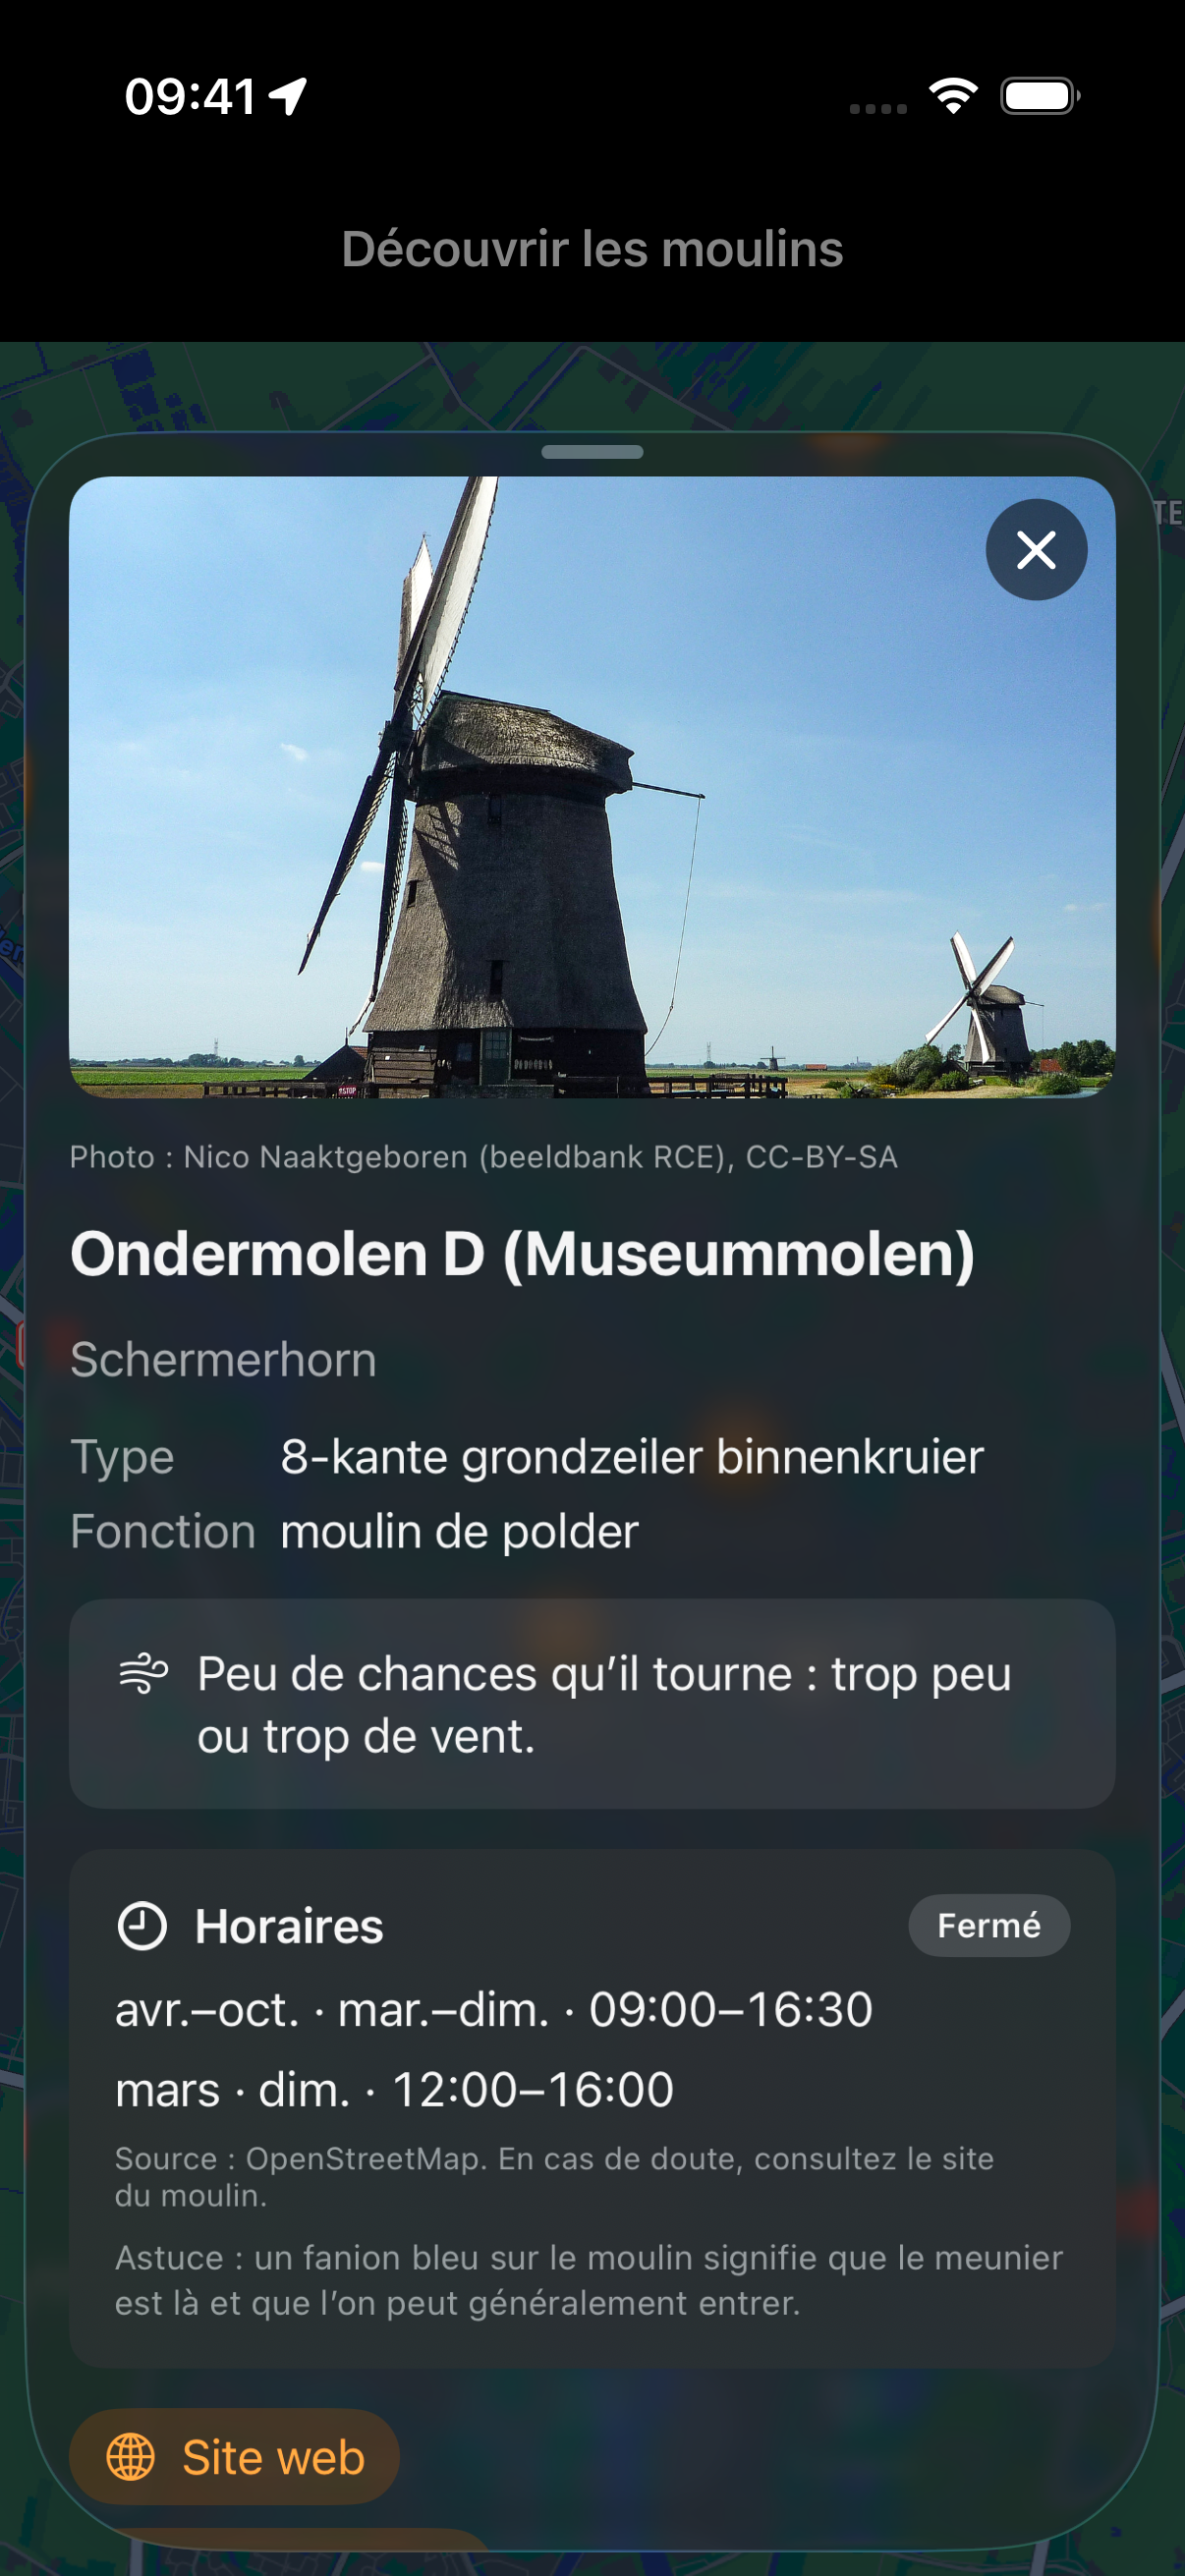 09:41
Découvrir les moulins
TE
Photo : Nico Naaktgeboren (beeldbank RCE), CC-BY-SA
Ondermolen D (Museummolen)
Schermerhorn
Type 8-kante grondzeiler binnenkruier
Fonction moulin de polder
Peu de chances qu’il tourne : trop peu
ou trop de vent.
Horaires Fermé
avr.–oct. · mar.–dim. · 09:00–16:30
mars · dim. · 12:00–16:00
Source : OpenStreetMap. En cas de doute, consultez le site
du moulin.
Astuce : un fanion bleu sur le moulin signifie que le meunier
est là et que l’on peut généralement entrer.
Site web